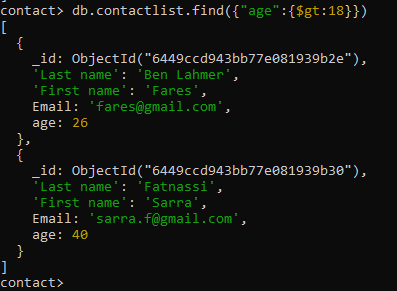 contact> db.contactlist.find({"age":{$gt:18}})
[
  {
    _id: ObjectId("6449ccd943bb77e081939b2e"),
    'Last name': 'Ben Lahmer',
    'First name': 'Fares',
    Email: 'fares@gmail.com',
    age: 26
  },
  {
    _id: ObjectId("6449ccd943bb77e081939b30"),
    'Last name': 'Fatnassi',
    'First name': 'Sarra',
    Email: 'sarra.f@gmail.com',
    age: 40
  }
]
contact>